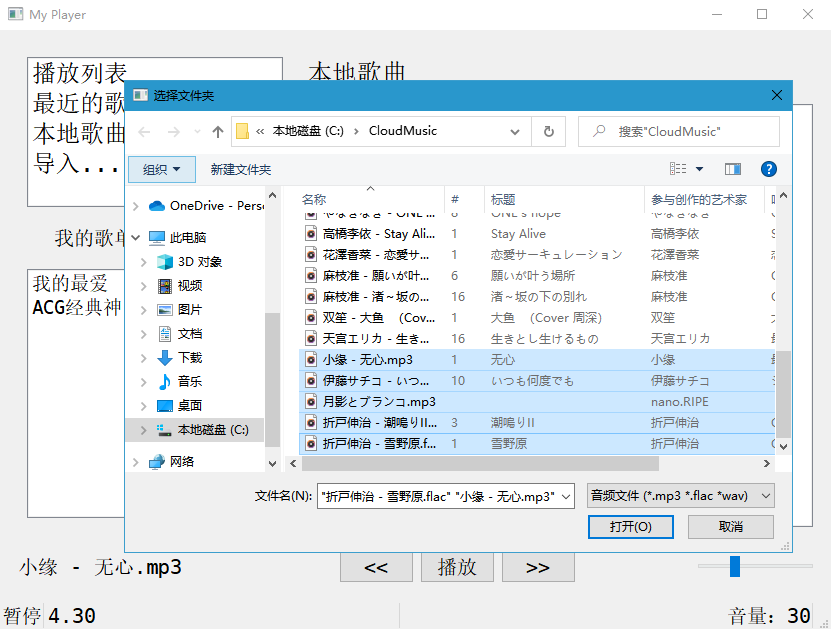 My Player
播放列表
本地歌曲
最近的歌
本地歌曲
导入...
我的歌单
我的最爱
ACG经典神
选择文件夹
« 本地磁盘 (C:) › CloudMusic
搜索"CloudMusic"
组织
新建文件夹
OneDrive - Pers
此电脑
3D 对象
视频
图片
文档
下载
音乐
桌面
本地磁盘 (C:)
网络
名称 # 标题 参与创作的艺术家
やなぎなぎ - ONE ... 8 ONE's hope やなぎなぎ
高橋李依 - Stay Ali... 1 Stay Alive 高橋李依
花澤香菜 - 恋愛サ... 1 恋愛サーキュレーション 花澤香菜
麻枝准 - 願いが叶... 6 願いが叶う場所 麻枝准
麻枝准 - 渚～坂の... 16 渚～坂の下の別れ 麻枝准
双笙 - 大鱼 （Cov... 1 大鱼 （Cover 周深） 双笙
天宮エリカ - 生き... 16 生きとし生けるもの 天宮エリカ
小缘 - 无心.mp3 1 无心 小缘
伊藤サチコ - いつ... 10 いつも何度でも 伊藤サチコ
月影とブランコ.mp3 nano.RIPE
折戸伸治 - 潮鳴りII... 3 潮鳴りII 折戸伸治
折戸伸治 - 雪野原.f... 1 雪野原 折戸伸治
文件名(N): "折戸伸治 - 雪野原.flac" "小缘 - 无心.mp3"
音频文件 (*.mp3 *.flac *wav)
打开(O)
取消
小缘 - 无心.mp3
<<
播放
>>
暂停 4.30
音量: 30